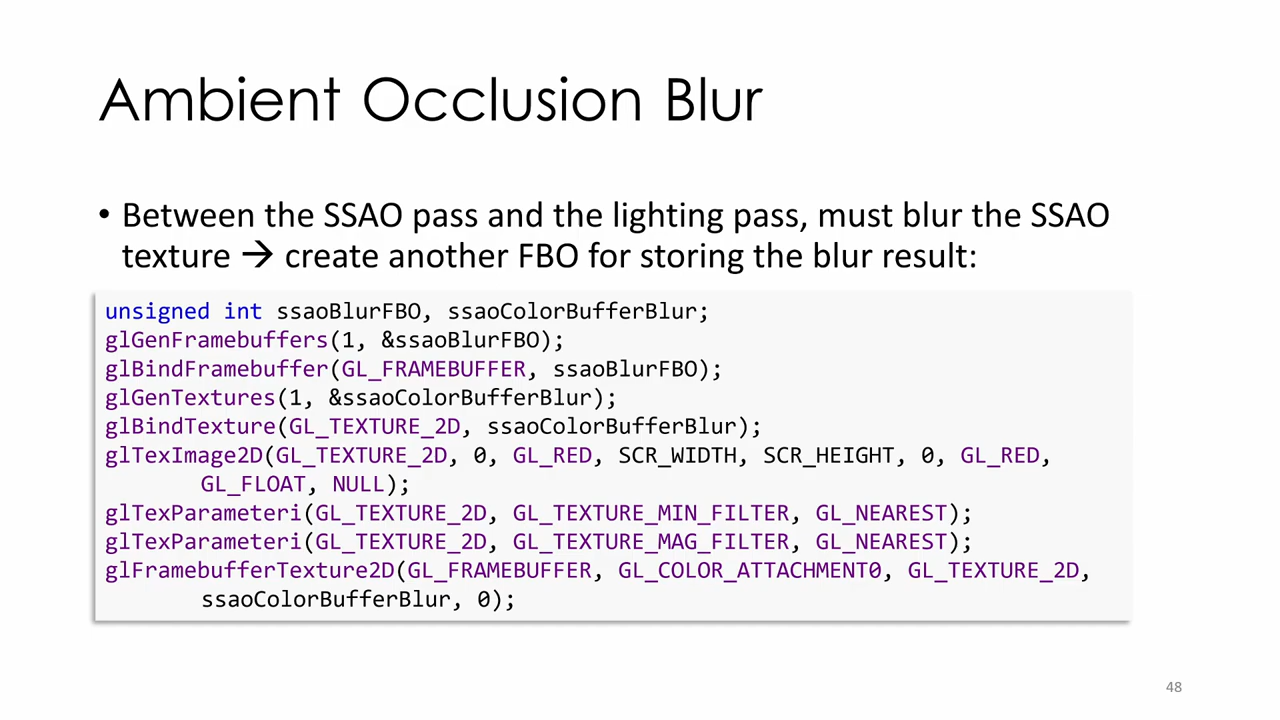 Ambient Occlusion Blur
• Between the SSAO pass and the lighting pass, must blur the SSAO
texture → create another FBO for storing the blur result:
unsigned int ssaoBlurFBO, ssaoColorBufferBlur;
glGenFramebuffers(1, &ssaoBlurFBO);
glBindFramebuffer(GL_FRAMEBUFFER, ssaoBlurFBO);
glGenTextures(1, &ssaoColorBufferBlur);
glBindTexture(GL_TEXTURE_2D, ssaoColorBufferBlur);
glTexImage2D(GL_TEXTURE_2D, 0, GL_RED, SCR_WIDTH, SCR_HEIGHT, 0, GL_RED,
GL_FLOAT, NULL);
glTexParameteri(GL_TEXTURE_2D, GL_TEXTURE_MIN_FILTER, GL_NEAREST);
glTexParameteri(GL_TEXTURE_2D, GL_TEXTURE_MAG_FILTER, GL_NEAREST);
glFramebufferTexture2D(GL_FRAMEBUFFER, GL_COLOR_ATTACHMENT0, GL_TEXTURE_2D,
ssaoColorBufferBlur, 0);
48